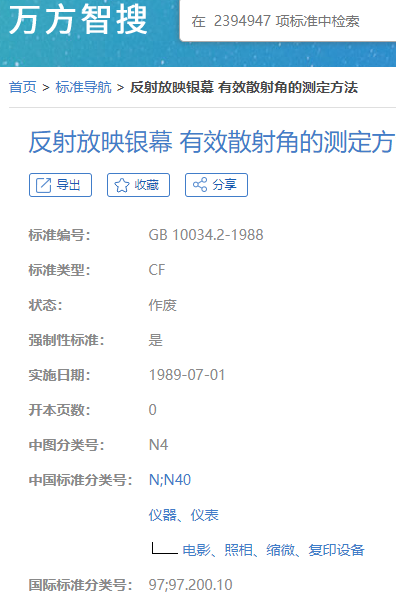 万方智搜
在 2394947 项标准中检索
首页 > 标准导航 > 反射放映银幕 有效散射角的测定方法
反射放映银幕 有效散射角的测定方
导出 收藏 分享
标准编号： GB 10034.2-1988
标准类型： CF
状态： 作废
强制性标准： 是
实施日期： 1989-07-01
开本页数： 0
中图分类号： N4
中国标准分类号： N;N40
仪器、仪表
电影、照相、缩微、复印设备
国际标准分类号： 97;97.200.10